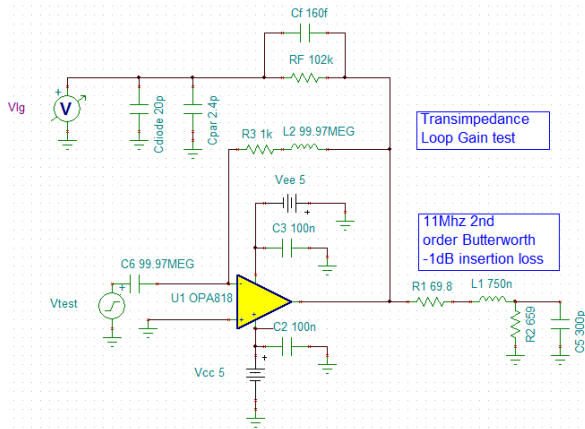 Cf 160f
RF 102k
VIg
+
V
Cdiode 20p
Cpar 2.4p
R3 1k
L2 99.97MEG
Transimpedance
Loop Gain test
Vee 5
+
C3 100n
11Mhz 2nd
order Butterworth
-1dB insertion loss
C6 99.97MEG
Vtest
+
U1 OPA818
-
+
+
R1 69.8
L1 750n
R2 659
C5 300p
C2 100n
+
Vcc 5